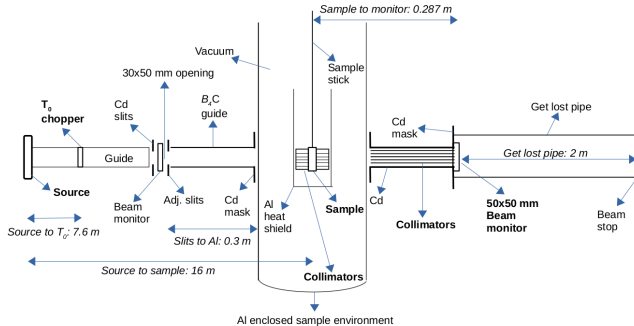 Sample to monitor: 0.287 m
Vacuum
30x50 mm opening
Sample
stick
T0
chopper
Cd
slits
B4C
guide
Cd
mask
Get lost pipe
Guide
Get lost pipe: 2 m
Source
Beam
monitor
Adj. slits
Cd
mask
Al
heat
shield
Sample
Cd
Collimators
50x50 mm
Beam
monitor
Beam
stop
Source to T0: 7.6 m
Slits to Al: 0.3 m
Source to sample: 16 m
Collimators
Al enclosed sample environment